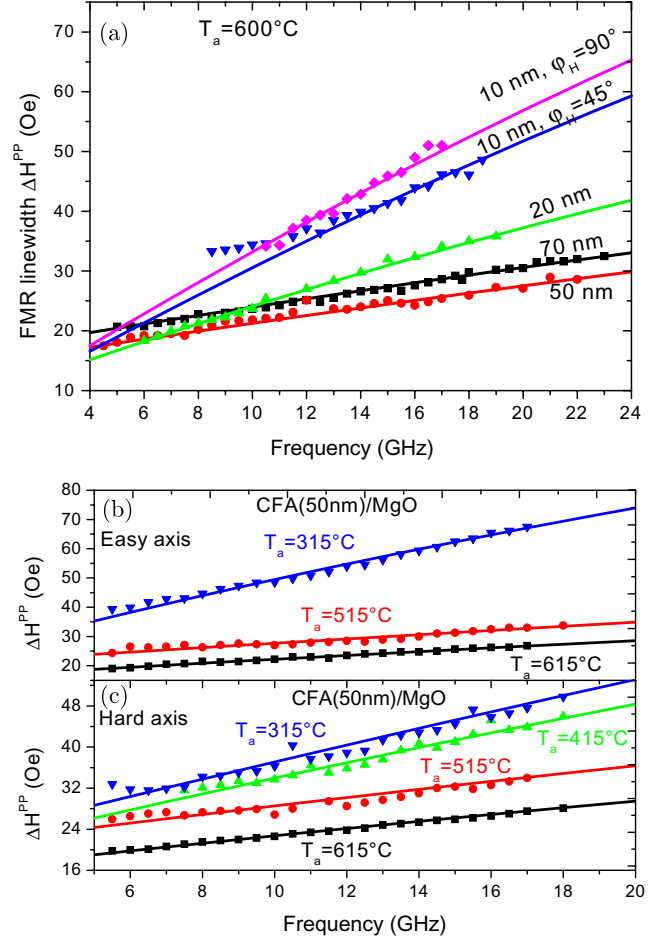 (a)
T_a=600°C
10 nm, φ_H=90°
10 nm, φ_H=45°
20 nm
70 nm
50 nm
FMR linewidth ΔH^PP (Oe)
70
60
50
40
30
20
10
4 6 8 10 12 14 16 18 20 22 24
Frequency (GHz)
(b)
CFA(50nm)/MgO
Easy axis
T_a=315°C
T_a=515°C
T_a=615°C
ΔH^PP (Oe)
80
70
60
50
40
30
20
(c)
CFA(50nm)/MgO
Hard axis
T_a=315°C
T_a=415°C
T_a=515°C
T_a=615°C
ΔH^PP (Oe)
48
40
32
24
16
6 8 10 12 14 16 18 20
Frequency (GHz)